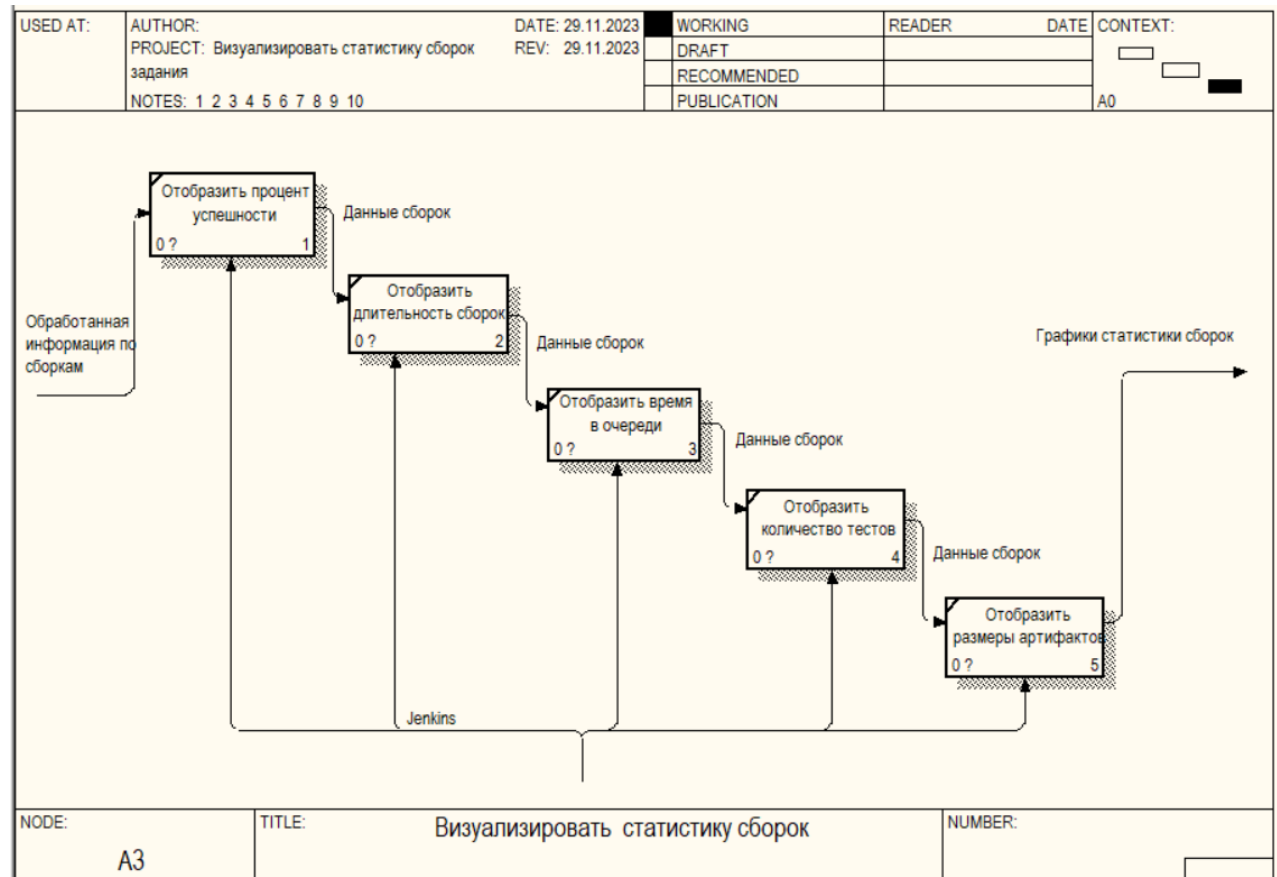 USED AT:
AUTHOR:
DATE: 29.11.2023
PROJECT: Визуализировать статистику сборок
задания
REV: 29.11.2023
NOTES: 1 2 3 4 5 6 7 8 9 10
WORKING
DRAFT
RECOMMENDED
PUBLICATION
READER
DATE
CONTEXT:
A0
Отобразить процент
успешности
0 ?
1
Данные сборок
Обработанная
информация по
сборкам
Отобразить
длительность сборок
0 ?
2
Данные сборок
Графики статистики сборок
Отобразить время
в очереди
0 ?
3
Данные сборок
Отобразить
количество тестов
0 ?
4
Данные сборок
Отобразить
размеры артифактов
0 ?
5
Jenkins
NODE:
A3
TITLE:
Визуализировать статистику сборок
NUMBER: